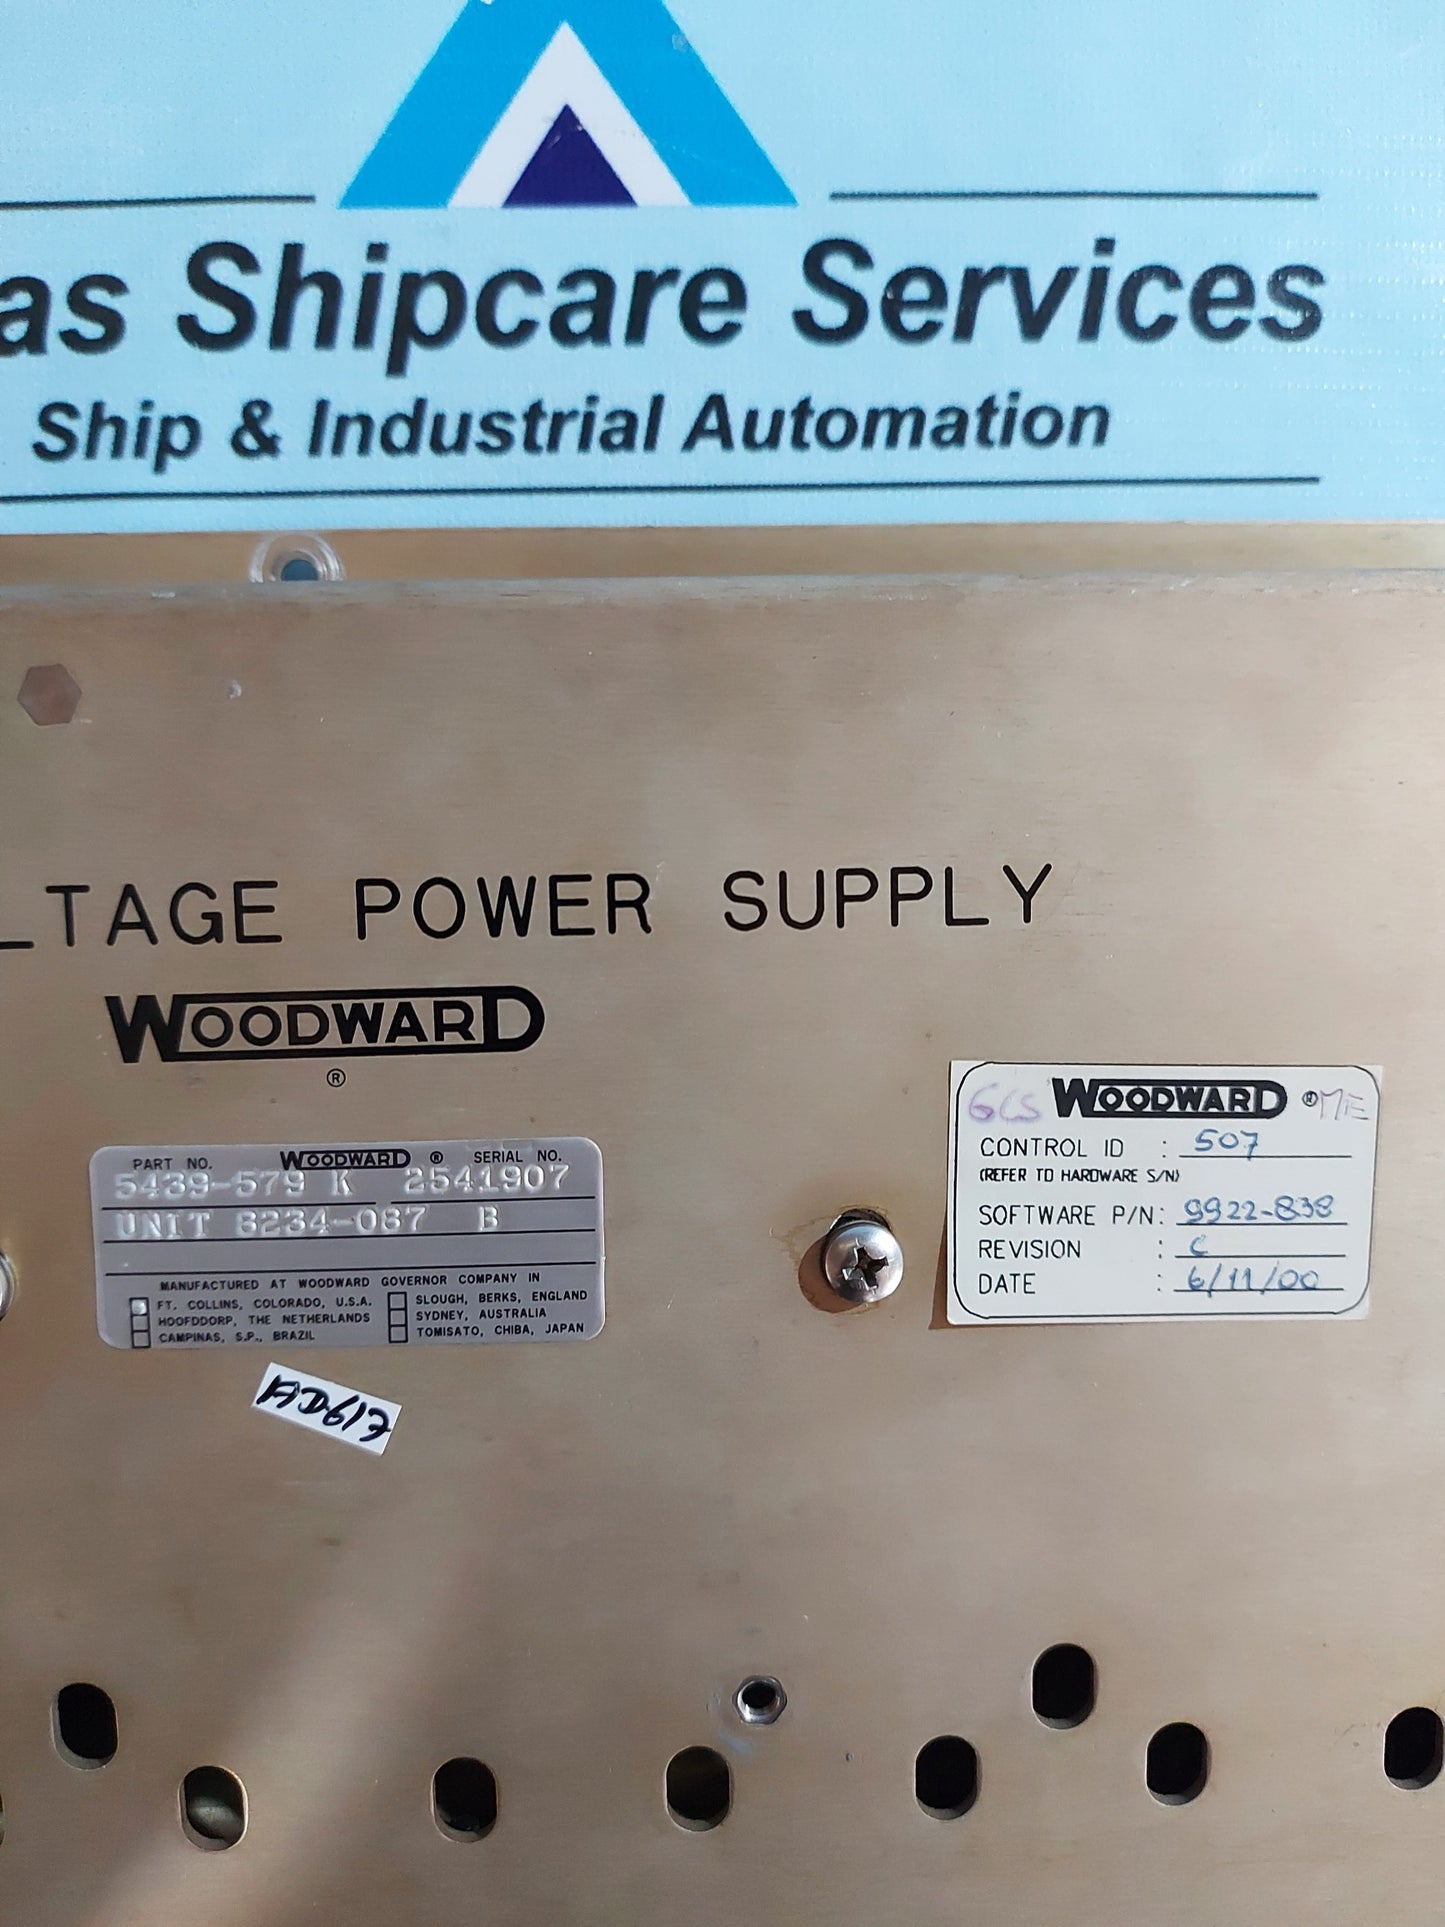 as Shipcare Services
Ship & Industrial Automation
LTAGE POWER SUPPLY
WOODWARD
®
PART NO. WOODWARD ® SERIAL NO.
5439-579 K 2541907
UNIT 8234-087 B
MANUFACTURED AT WOODWARD GOVERNOR COMPANY IN
FT. COLLINS, COLORADO, U.S.A. SLOUGH, BERKS, ENGLAND
HOOFDDORP, THE NETHERLANDS SYDNEY, AUSTRALIA
CAMPINAS, S.P., BRAZIL TOMISATO, CHIBA, JAPAN
GCS WOODWARD ® ME
CONTROL ID : 507
(REFER TO HARDWARE S/N)
SOFTWARE P/N: 9922-838
REVISION : C
DATE : 6/11/00
AD617